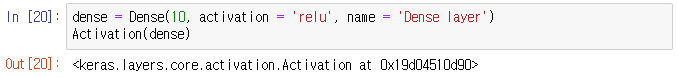 In [20]: dense = Dense(10, activation = 'relu', name = 'Dense layer')
Activation(dense)
Out[20]: <keras.layers.core.activation.Activation at 0x19d04510d90>